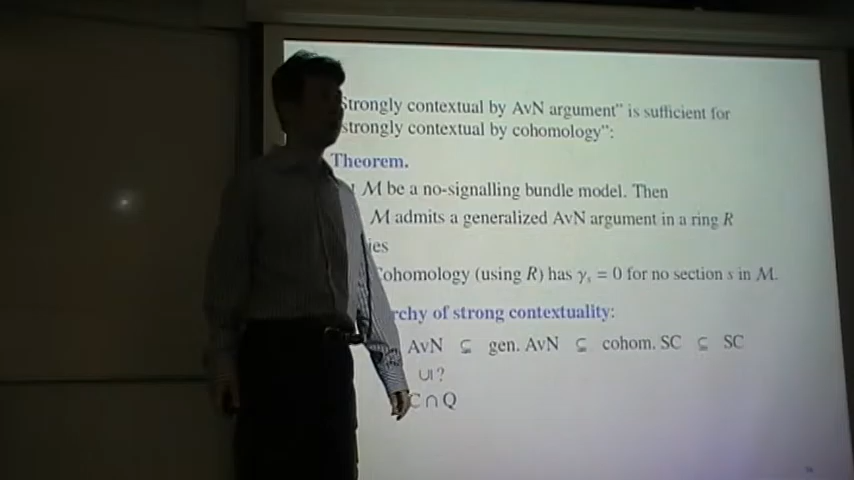 Strongly contextual by AvN argument" is sufficient for
strongly contextual by cohomology":
Theorem.
M be a no-signalling bundle model. Then
M admits a generalized AvN argument in a ring R
ies
Cohomology (using R) has γₛ = 0 for no section s in M.
rchy of strong contextuality:
AvN ⊊ gen. AvN ⊊ cohom. SC ⊊ SC
∪ı?
C ∩ Q